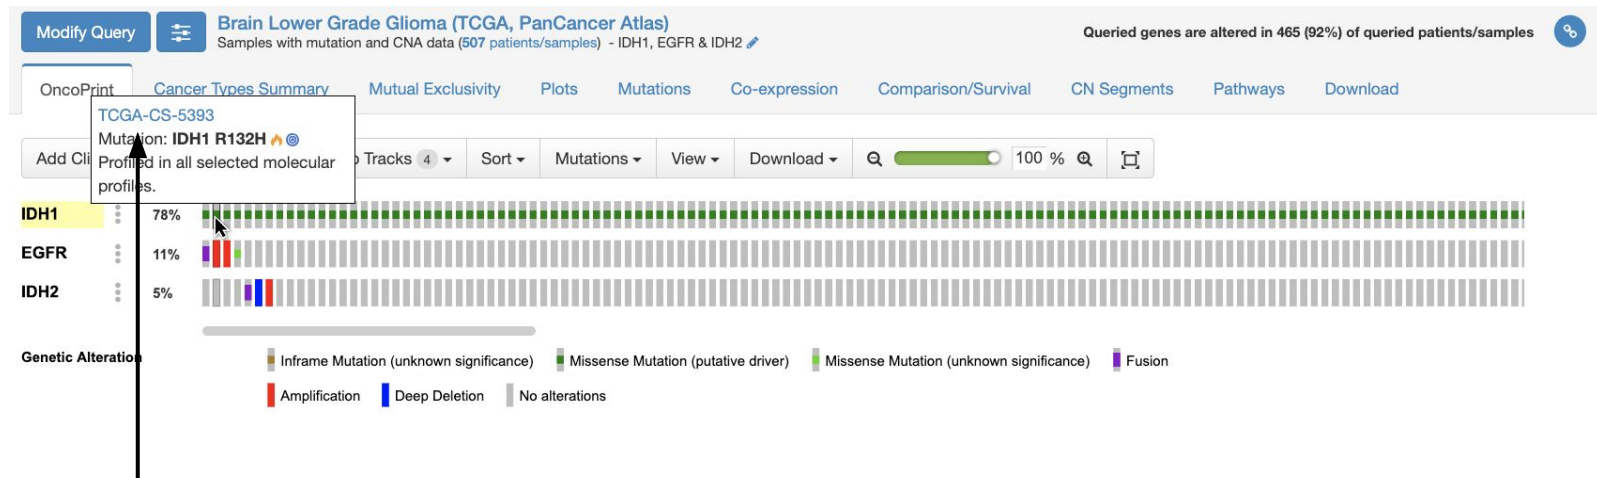 Modify Query
Brain Lower Grade Glioma (TCGA, PanCancer Atlas)
Samples with mutation and CNA data (507 patients/samples) - IDH1, EGFR & IDH2
Queried genes are altered in 465 (92%) of queried patients/samples
OncoPrint Cancer Types Summary Mutual Exclusivity Plots Mutations Co-expression Comparison/Survival CN Segments Pathways Download
TCGA-CS-5393
Mutation: IDH1 R132H
Profiled in all selected molecular
profiles.
Add Cli Tracks 4 Sort Mutations View Download 100 %
IDH1 78%
EGFR 11%
IDH2 5%
Genetic Alteration
Inframe Mutation (unknown significance) Missense Mutation (putative driver) Missense Mutation (unknown significance) Fusion
Amplification Deep Deletion No alterations